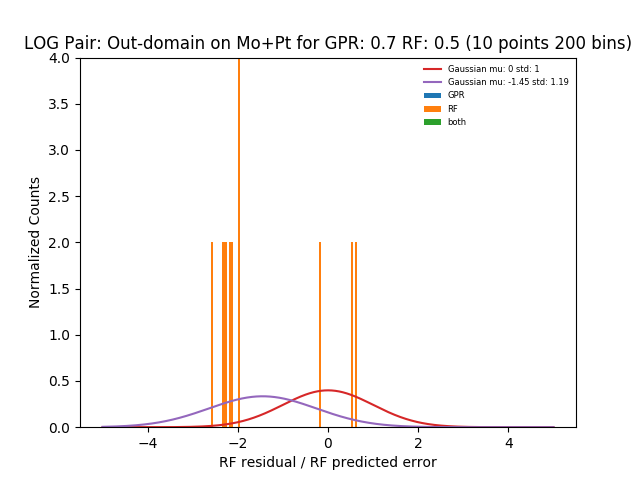 LOG Pair: Out-domain on Mo+Pt for GPR: 0.7 RF: 0.5 (10 points 200 bins)
Gaussian mu: 0 std: 1
Gaussian mu: -1.45 std: 1.19
GPR
RF
both
4.0
3.5
3.0
2.5
2.0
1.5
1.0
0.5
0.0
Normalized Counts
−4
−2
0
2
4
RF residual / RF predicted error